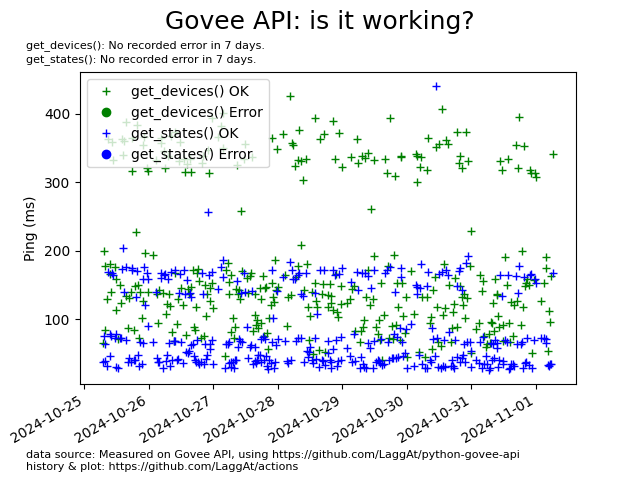 Govee API: is it working?
get_devices(): No recorded error in 7 days.
get_states(): No recorded error in 7 days.
get_devices() OK
get_devices() Error
get_states() OK
get_states() Error
Ping (ms)
400
300
200
100
2024-10-25
2024-10-26
2024-10-27
2024-10-28
2024-10-29
2024-10-30
2024-10-31
2024-11-01
data source: Measured on Govee API, using https://github.com/LaggAt/python-govee-api
history & plot: https://github.com/LaggAt/actions